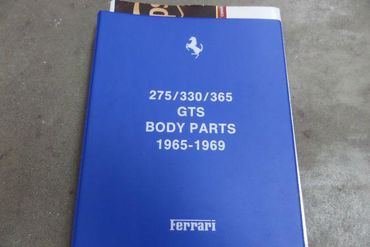 275/330/365
GTS
BODY PARTS
1965-1969
Ferrari